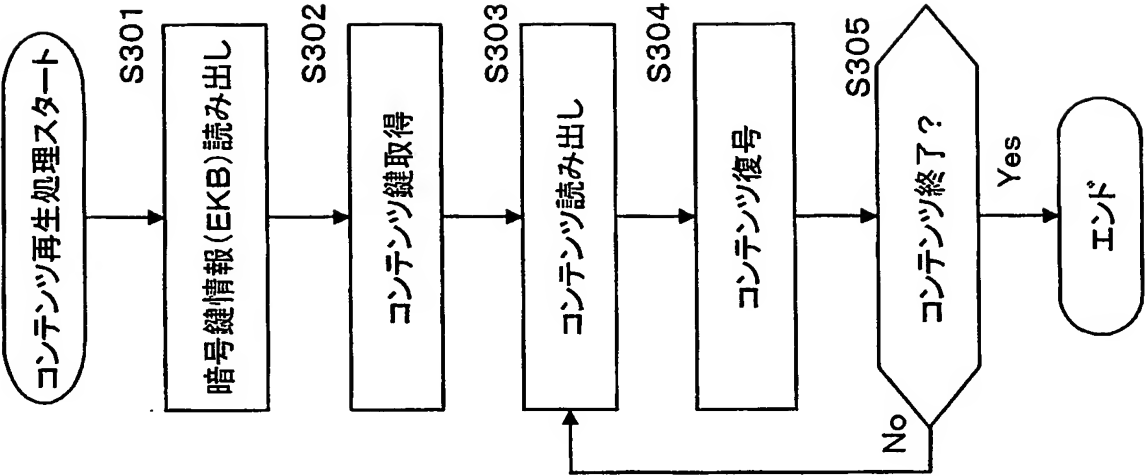 コンテンツ再生処理スタート
S301
暗号鍵情報(EKB)読み出し
S302
コンテンツ鍵取得
S303
コンテンツ読み出し
S304
コンテンツ復号
S305
コンテンツ終了?
No
Yes
エンド